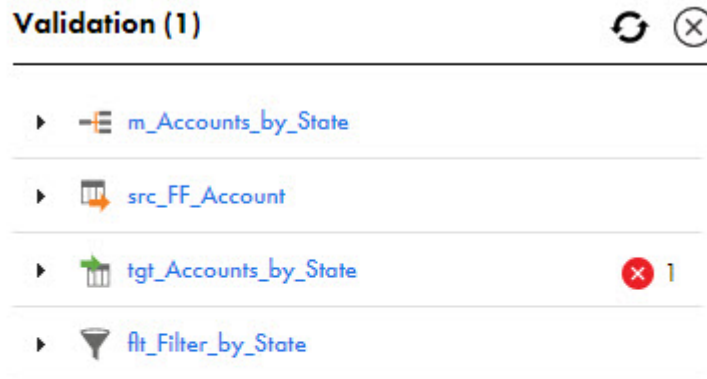 Validation (1)
m_Accounts_by_State
src_FF_Account
tgt_Accounts_by_State 1
flt_Filter_by_State